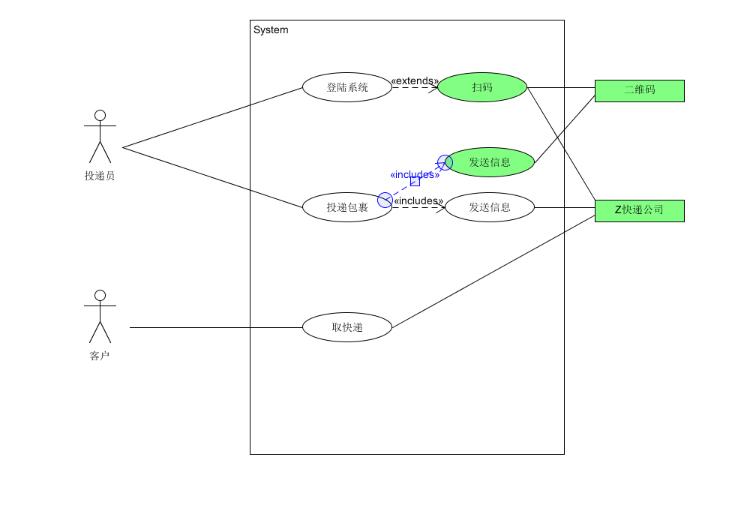 System
登陆系统
«extends»
扫码
二维码
投递员
«includes»
发送信息
投递包裹
«includes»
发送信息
Z快递公司
取快递
客户